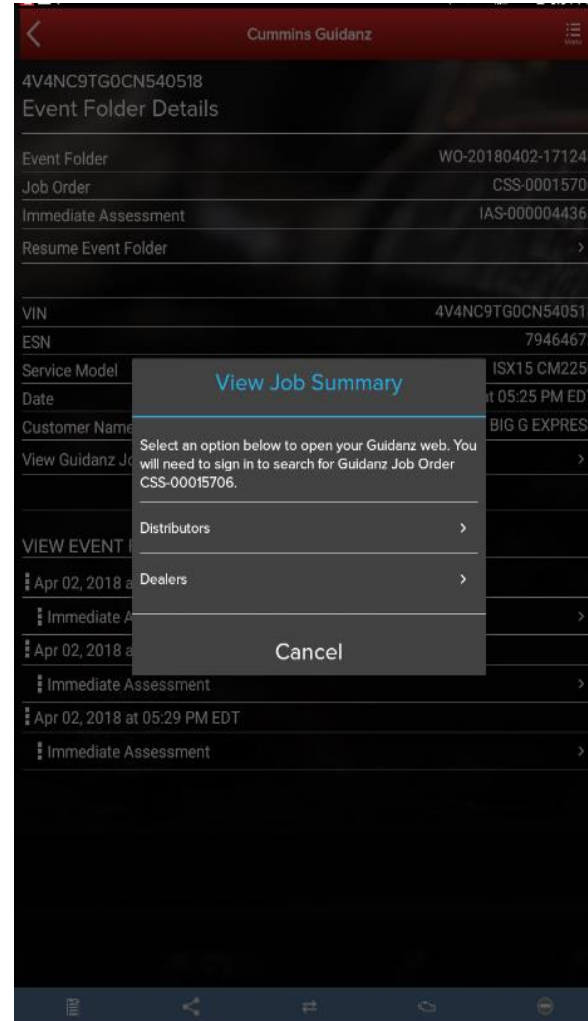 Cummins Guidanz
Menu
4V4NC9TG0CN540518
Event Folder Details
Event Folder WO-20180402-17124
Job Order CSS-0001570
Immediate Assessment IAS-000004436
Resume Event Folder
VIN 4V4NC9TG0CN54051
ESN 7946467
Service Model ISX15 CM225
Date at 05:25 PM EDT
Customer Name BIG G EXPRES
View Guidanz Jo
View Job Summary
Select an option below to open your Guidanz web. You
will need to sign in to search for Guidanz Job Order
CSS-00015706.
Distributors
Dealers
Cancel
VIEW EVENT
Apr 02, 2018 a
Immediate A
Apr 02, 2018 a
Immediate Assessment
Apr 02, 2018 at 05:29 PM EDT
Immediate Assessment